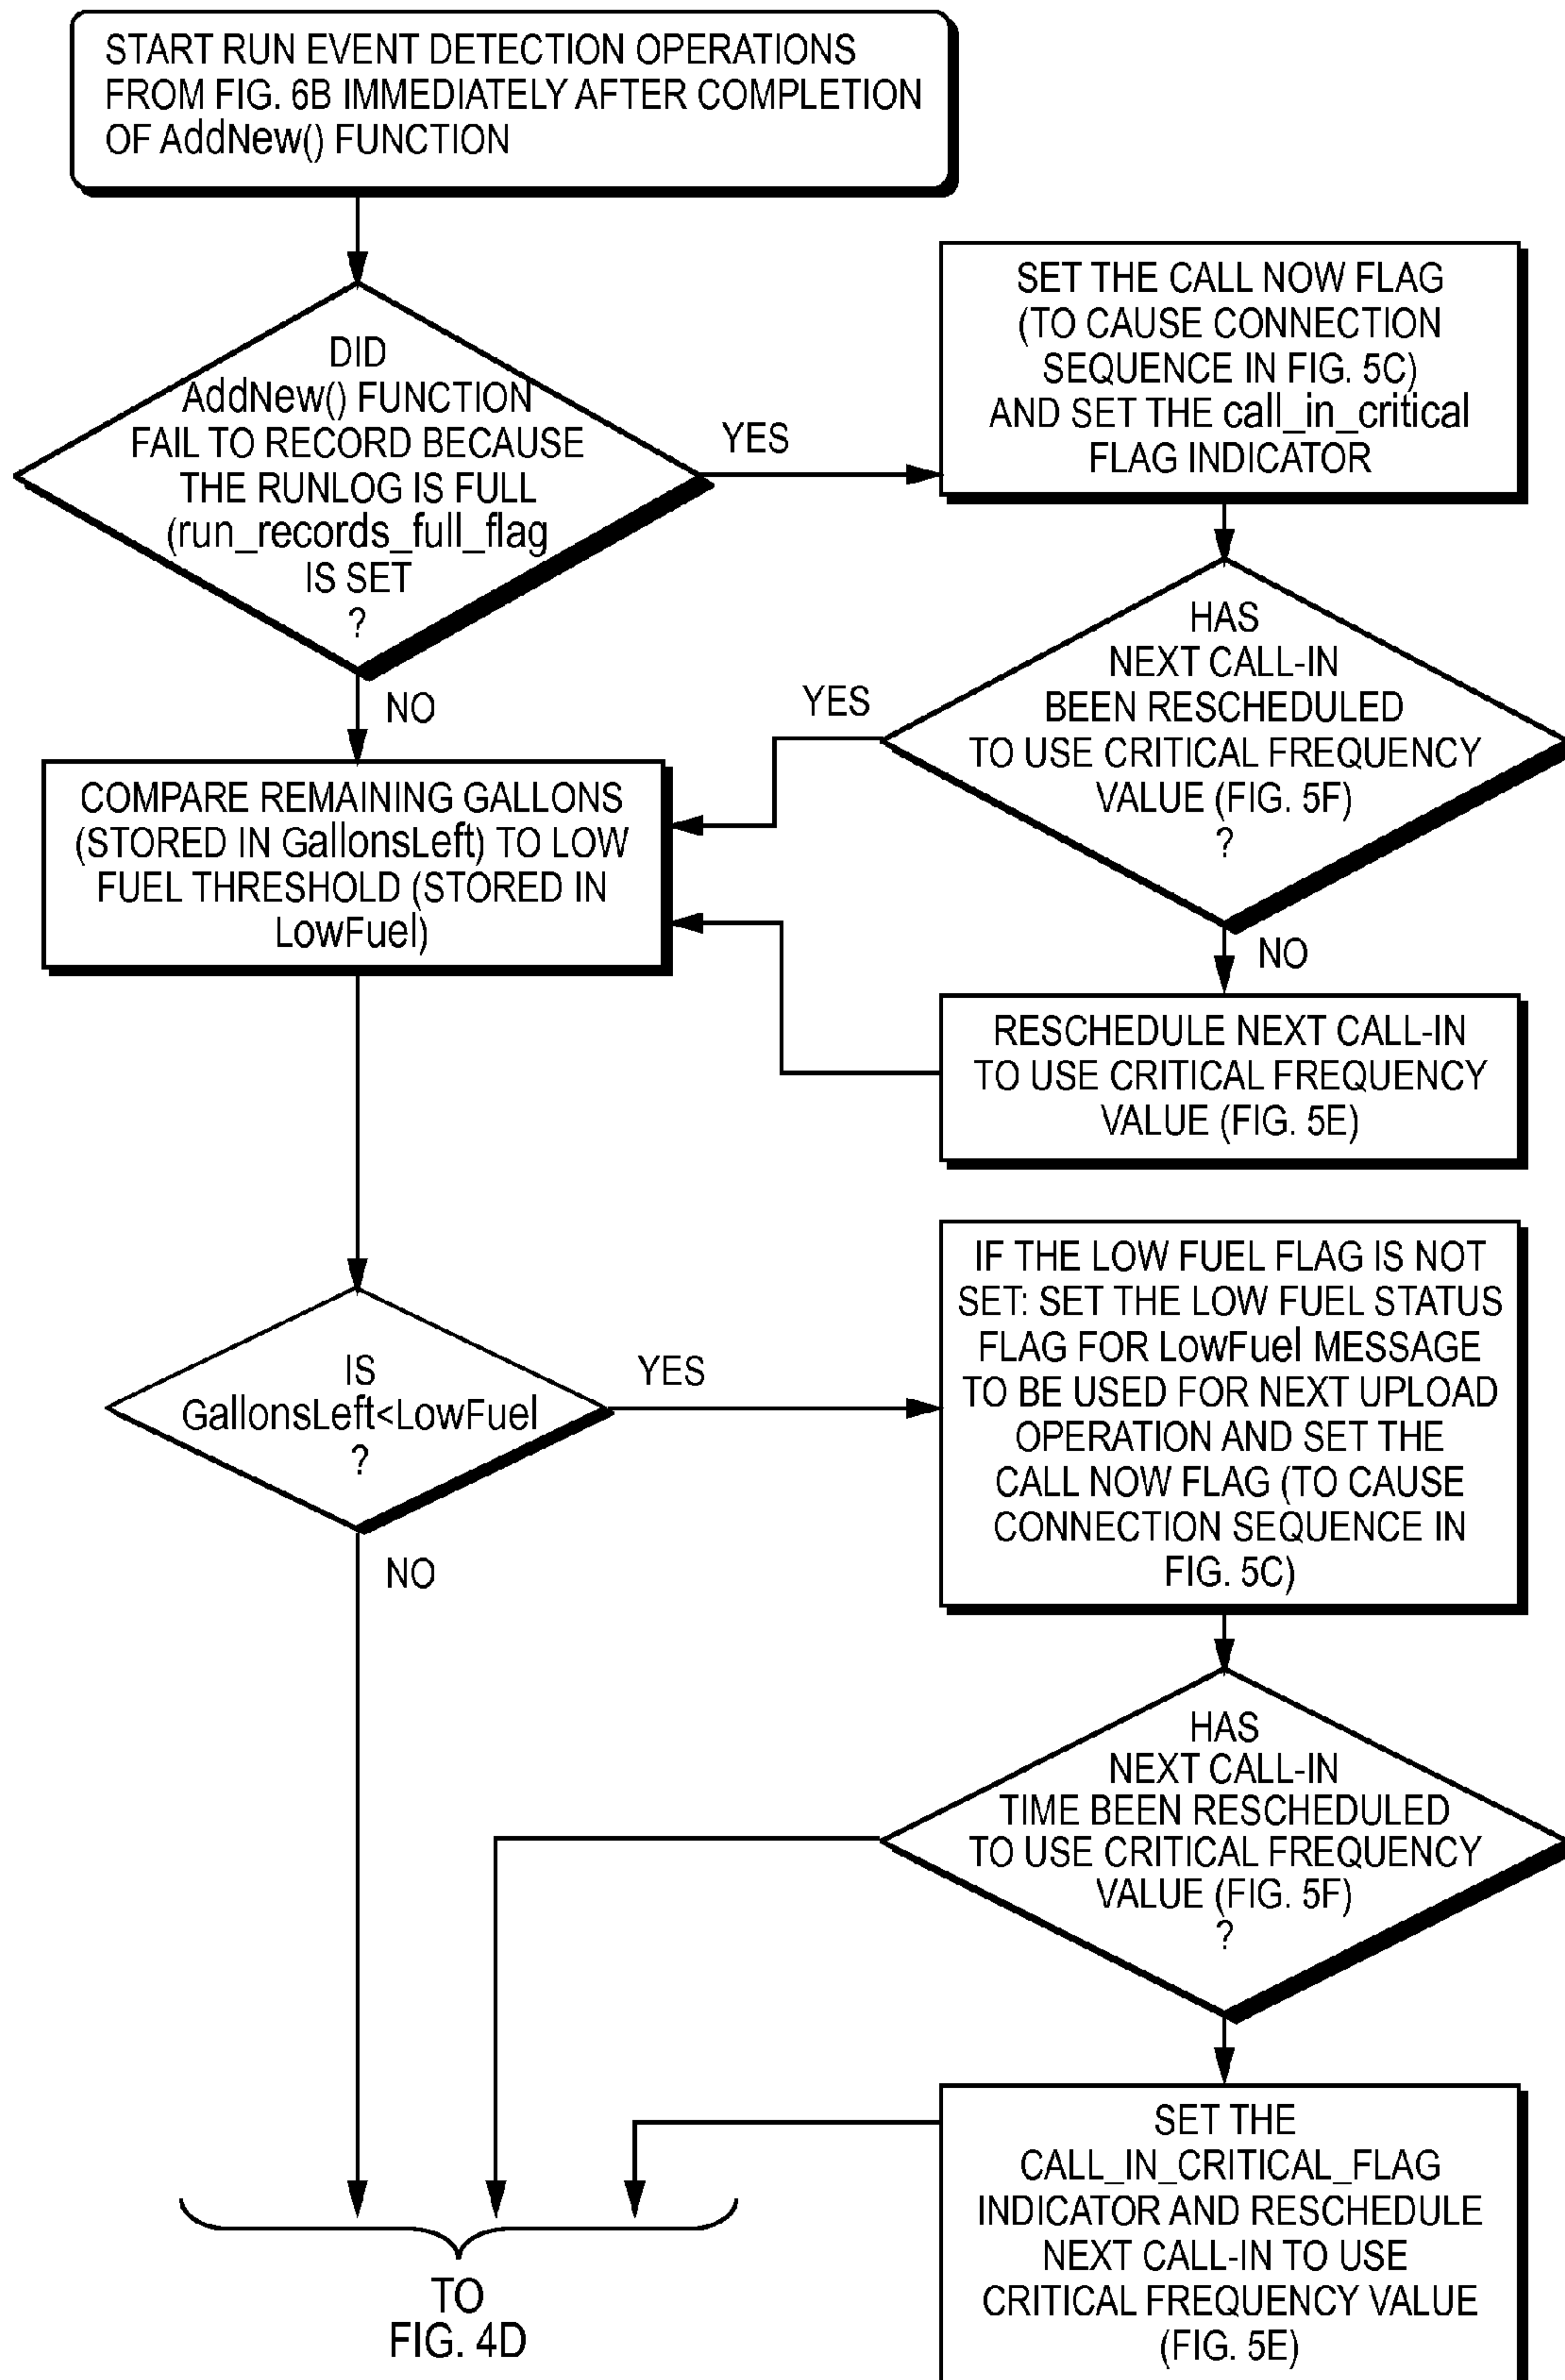 START RUN EVENT DETECTION OPERATIONS
FROM FIG. 6B IMMEDIATELY AFTER COMPLETION
OF AddNew() FUNCTION
DID
AddNew() FUNCTION
FAIL TO RECORD BECAUSE
THE RUNLOG IS FULL
(run_records_full_flag
IS SET
?
YES
NO
SET THE CALL NOW FLAG
(TO CAUSE CONNECTION
SEQUENCE IN FIG. 5C)
AND SET THE call_in_critical
FLAG INDICATOR
HAS
NEXT CALL-IN
BEEN RESCHEDULED
TO USE CRITICAL FREQUENCY
VALUE (FIG. 5F)
?
YES
NO
COMPARE REMAINING GALLONS
(STORED IN GallonsLeft) TO LOW
FUEL THRESHOLD (STORED IN
LowFuel)
RESCHEDULE NEXT CALL-IN
TO USE CRITICAL FREQUENCY
VALUE (FIG. 5E)
IS
GallonsLeft<LowFuel
?
YES
NO
IF THE LOW FUEL FLAG IS NOT
SET: SET THE LOW FUEL STATUS
FLAG FOR LowFuel MESSAGE
TO BE USED FOR NEXT UPLOAD
OPERATION AND SET THE
CALL NOW FLAG (TO CAUSE
CONNECTION SEQUENCE IN
FIG. 5C)
HAS
NEXT CALL-IN
TIME BEEN RESCHEDULED
TO USE CRITICAL FREQUENCY
VALUE (FIG. 5F)
?
SET THE
CALL_IN_CRITICAL_FLAG
INDICATOR AND RESCHEDULE
NEXT CALL-IN TO USE
CRITICAL FREQUENCY VALUE
(FIG. 5E)
TO
FIG. 4D